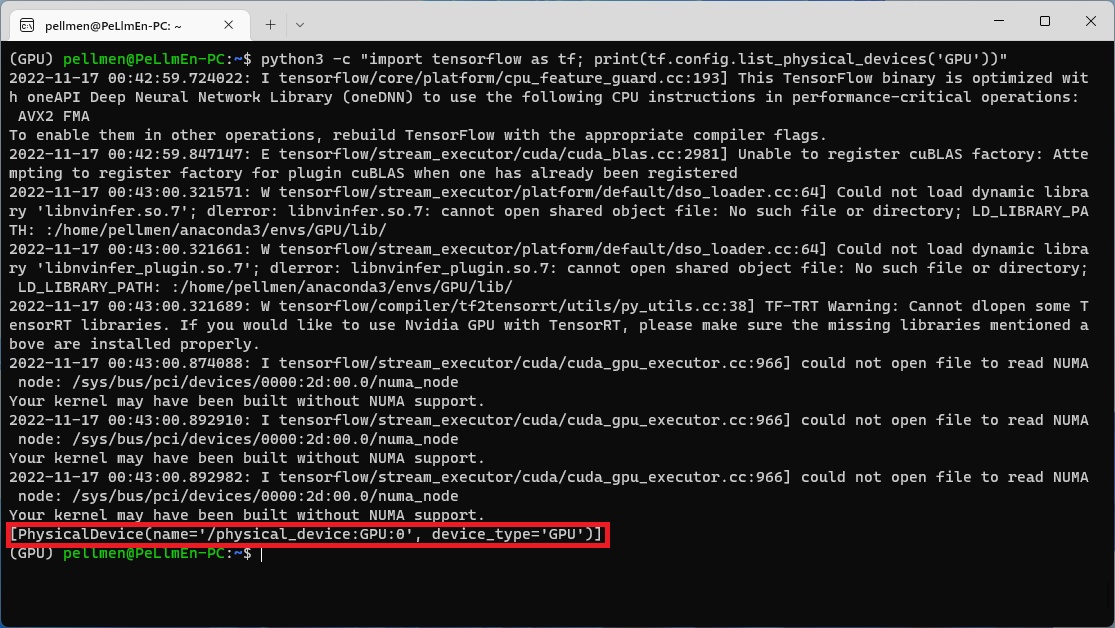 pellmen@PeLlmEn-PC: ~
(GPU) pellmen@PeLlmEn-PC:~$ python3 -c "import tensorflow as tf; print(tf.config.list_physical_devices('GPU'))"
2022-11-17 00:42:59.724022: I tensorflow/core/platform/cpu_feature_guard.cc:193] This TensorFlow binary is optimized wit
h oneAPI Deep Neural Network Library (oneDNN) to use the following CPU instructions in performance-critical operations:
 AVX2 FMA
To enable them in other operations, rebuild TensorFlow with the appropriate compiler flags.
2022-11-17 00:42:59.847147: E tensorflow/stream_executor/cuda/cuda_blas.cc:2981] Unable to register cuBLAS factory: Atte
mpting to register factory for plugin cuBLAS when one has already been registered
2022-11-17 00:43:00.321571: W tensorflow/stream_executor/platform/default/dso_loader.cc:64] Could not load dynamic libra
ry 'libnvinfer.so.7'; dlerror: libnvinfer.so.7: cannot open shared object file: No such file or directory; LD_LIBRARY_PA
TH: :/home/pellmen/anaconda3/envs/GPU/lib/
2022-11-17 00:43:00.321661: W tensorflow/stream_executor/platform/default/dso_loader.cc:64] Could not load dynamic libra
ry 'libnvinfer_plugin.so.7'; dlerror: libnvinfer_plugin.so.7: cannot open shared object file: No such file or directory;
 LD_LIBRARY_PATH: :/home/pellmen/anaconda3/envs/GPU/lib/
2022-11-17 00:43:00.321689: W tensorflow/compiler/tf2tensorrt/utils/py_utils.cc:38] TF-TRT Warning: Cannot dlopen some T
ensorRT libraries. If you would like to use Nvidia GPU with TensorRT, please make sure the missing libraries mentioned a
bove are installed properly.
2022-11-17 00:43:00.874088: I tensorflow/stream_executor/cuda/cuda_gpu_executor.cc:966] could not open file to read NUMA
 node: /sys/bus/pci/devices/0000:2d:00.0/numa_node
Your kernel may have been built without NUMA support.
2022-11-17 00:43:00.892910: I tensorflow/stream_executor/cuda/cuda_gpu_executor.cc:966] could not open file to read NUMA
 node: /sys/bus/pci/devices/0000:2d:00.0/numa_node
Your kernel may have been built without NUMA support.
2022-11-17 00:43:00.892982: I tensorflow/stream_executor/cuda/cuda_gpu_executor.cc:966] could not open file to read NUMA
 node: /sys/bus/pci/devices/0000:2d:00.0/numa_node
Your kernel may have been built without NUMA support.
[PhysicalDevice(name='/physical_device:GPU:0', device_type='GPU')]
(GPU) pellmen@PeLlmEn-PC:~$